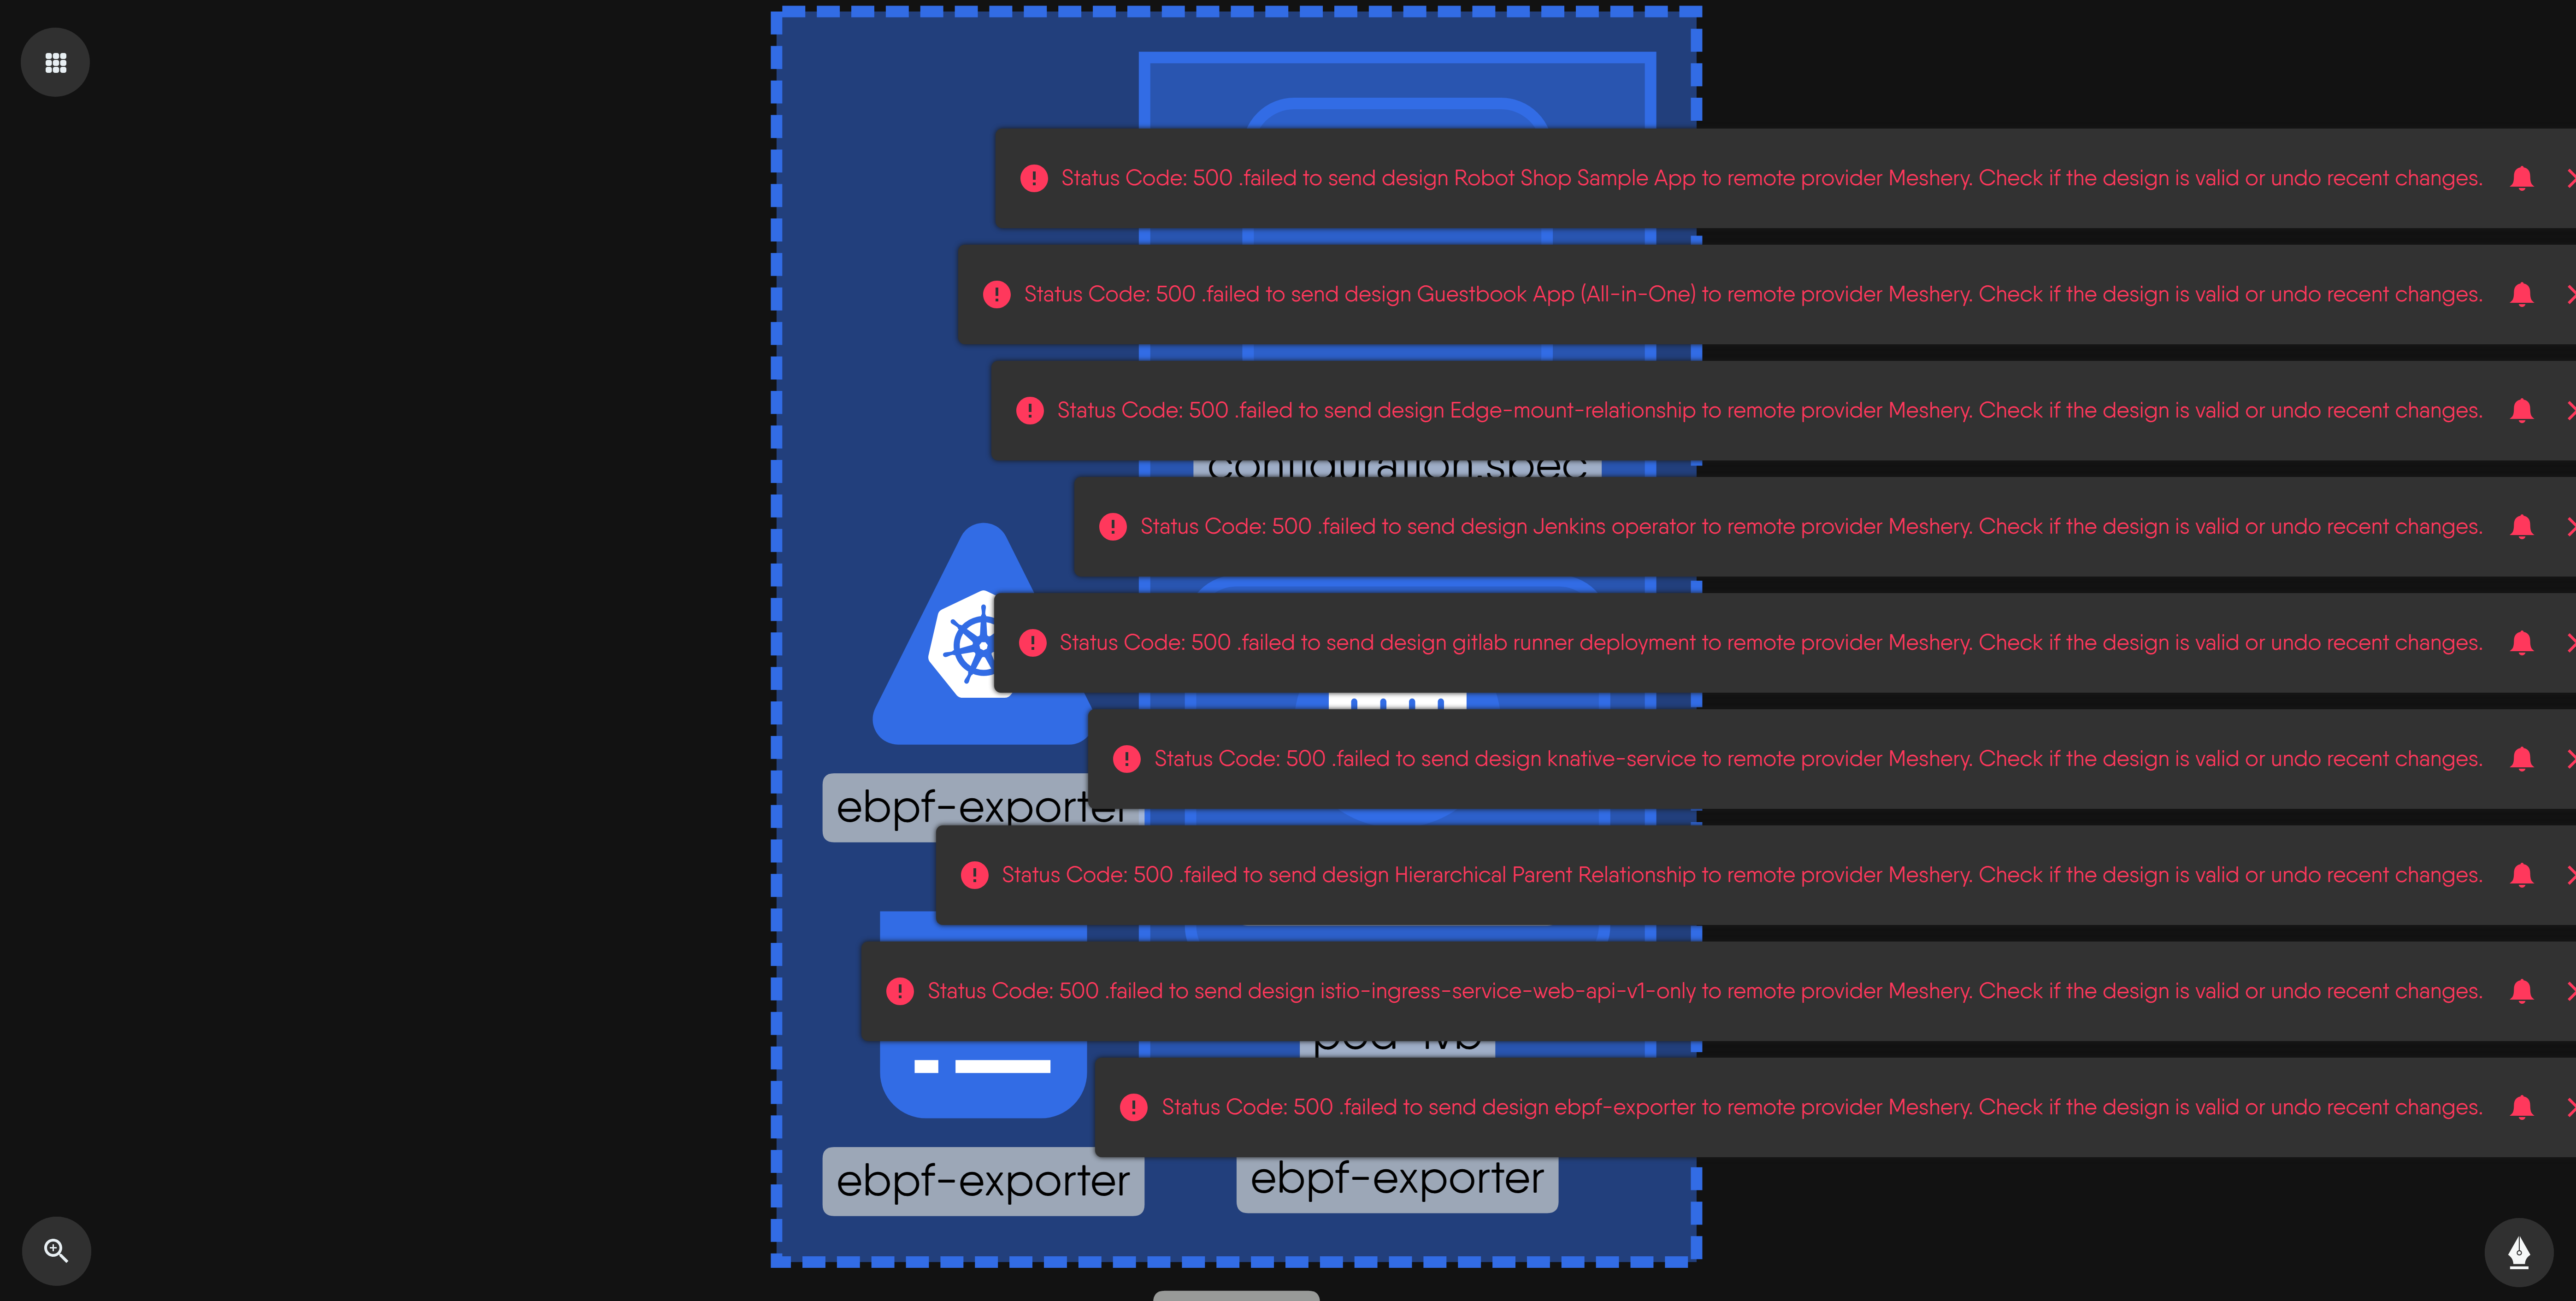 Status Code: 500 .failed to send design Robot Shop Sample App to remote provider Meshery. Check if the design is valid or undo recent changes.
Status Code: 500 .failed to send design Guestbook App (All-in-One) to remote provider Meshery. Check if the design is valid or undo recent changes.
Status Code: 500 .failed to send design Edge-mount-relationship to remote provider Meshery. Check if the design is valid or undo recent changes.
configuration.spec
Status Code: 500 .failed to send design Jenkins operator to remote provider Meshery. Check if the design is valid or undo recent changes.
Status Code: 500 .failed to send design gitlab runner deployment to remote provider Meshery. Check if the design is valid or undo recent changes.
Status Code: 500 .failed to send design knative-service to remote provider Meshery. Check if the design is valid or undo recent changes.
ebpf-exporter
Status Code: 500 .failed to send design Hierarchical Parent Relationship to remote provider Meshery. Check if the design is valid or undo recent changes.
Status Code: 500 .failed to send design istio-ingress-service-web-api-v1-only to remote provider Meshery. Check if the design is valid or undo recent changes.
Status Code: 500 .failed to send design ebpf-exporter to remote provider Meshery. Check if the design is valid or undo recent changes.
ebpf-exporter
ebpf-exporter